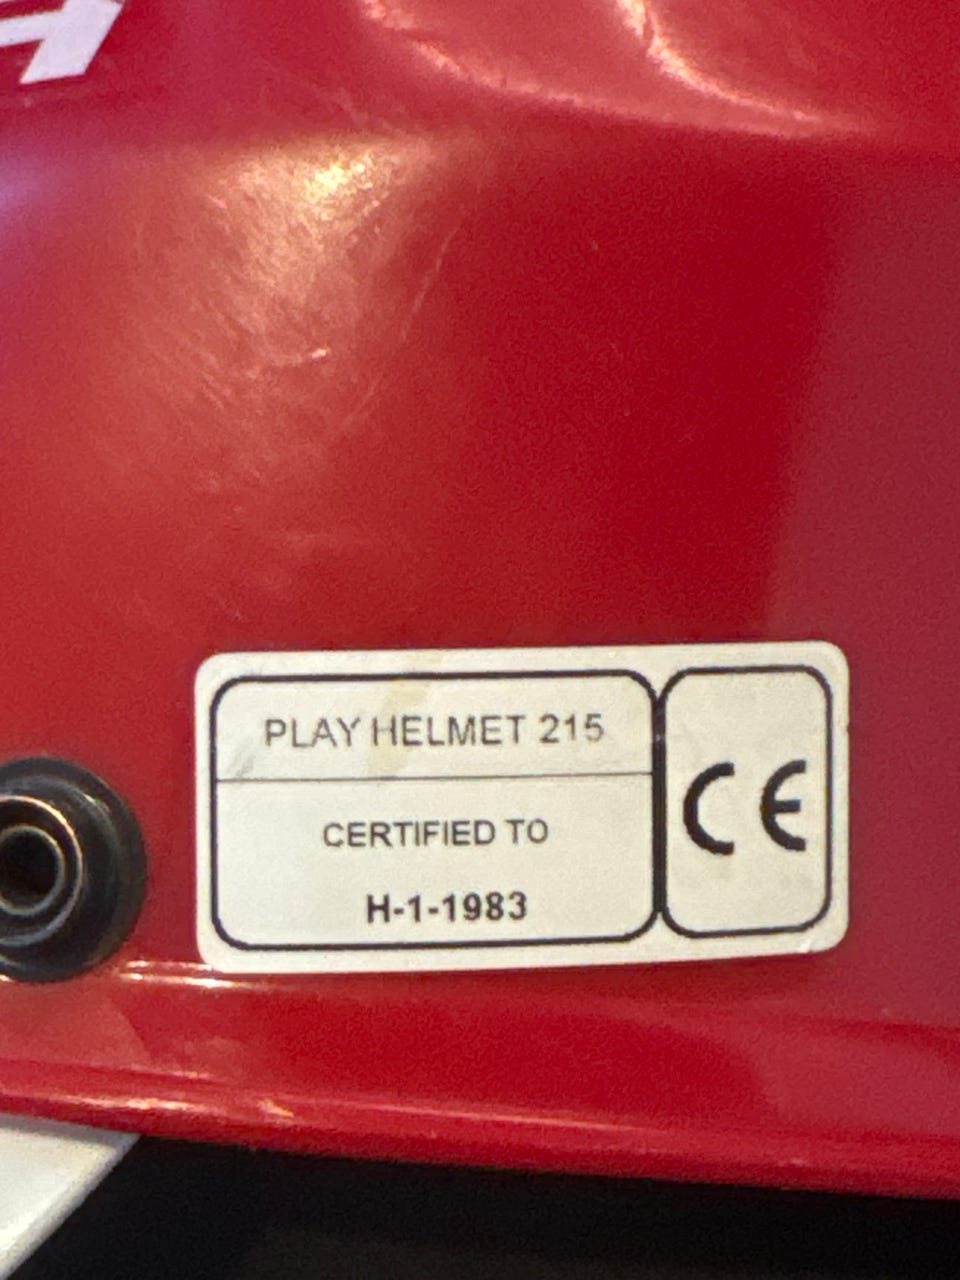 PLAY HELMET 215
CERTIFIED TO
H-1-1983
CE